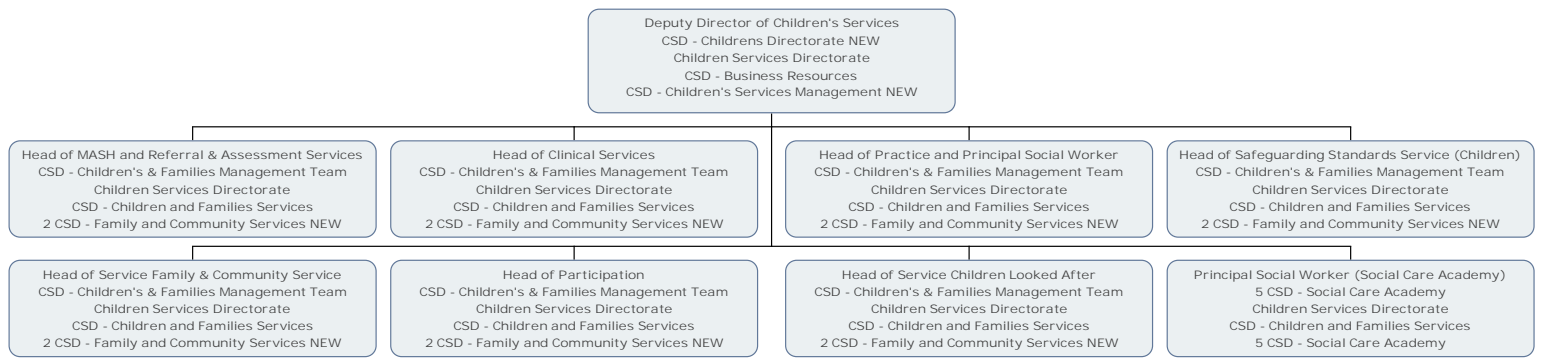 Deputy Director of Children's Services
CSD - Childrens Directorate NEW
Children Services Directorate
CSD - Business Resources
CSD - Children's Services Management NEW
Head of MASH and Referral & Assessment Services
CSD - Children's & Families Management Team
Children Services Directorate
CSD - Children and Families Services
2 CSD - Family and Community Services NEW
Head of Clinical Services
CSD - Children's & Families Management Team
Children Services Directorate
CSD - Children and Families Services
2 CSD - Family and Community Services NEW
Head of Practice and Principal Social Worker
CSD - Children's & Families Management Team
Children Services Directorate
CSD - Children and Families Services
2 CSD - Family and Community Services NEW
Head of Safeguarding Standards Service (Children)
CSD - Children's & Families Management Team
Children Services Directorate
CSD - Children and Families Services
2 CSD - Family and Community Services NEW
Head of Service Family & Community Service
CSD - Children's & Families Management Team
Children Services Directorate
CSD - Children and Families Services
2 CSD - Family and Community Services NEW
Head of Participation
CSD - Children's & Families Management Team
Children Services Directorate
CSD - Children and Families Services
2 CSD - Family and Community Services NEW
Head of Service Children Looked After
CSD - Children's & Families Management Team
Children Services Directorate
CSD - Children and Families Services
2 CSD - Family and Community Services NEW
Principal Social Worker (Social Care Academy)
5 CSD - Social Care Academy
Children Services Directorate
CSD - Children and Families Services
5 CSD - Social Care Academy